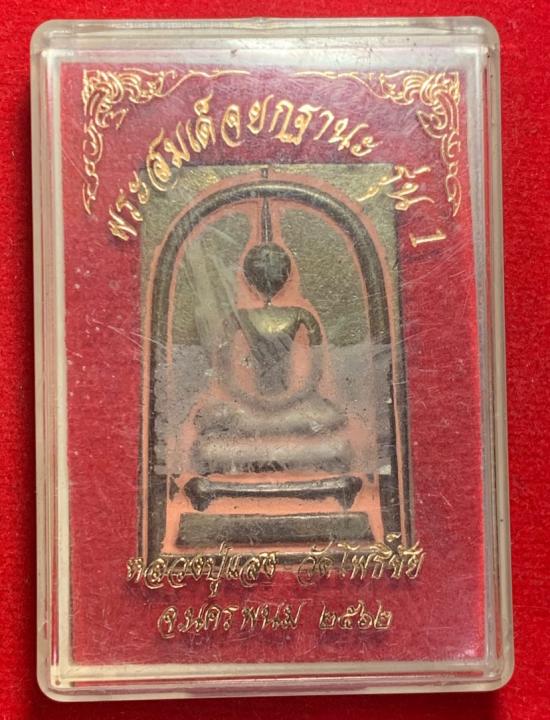 พระสมเด็จยกฐานะ รุ่น 1
หลวงปู่แสง วัดโพธิ์ชัย
จ.นครพนม ๒๕๖๒